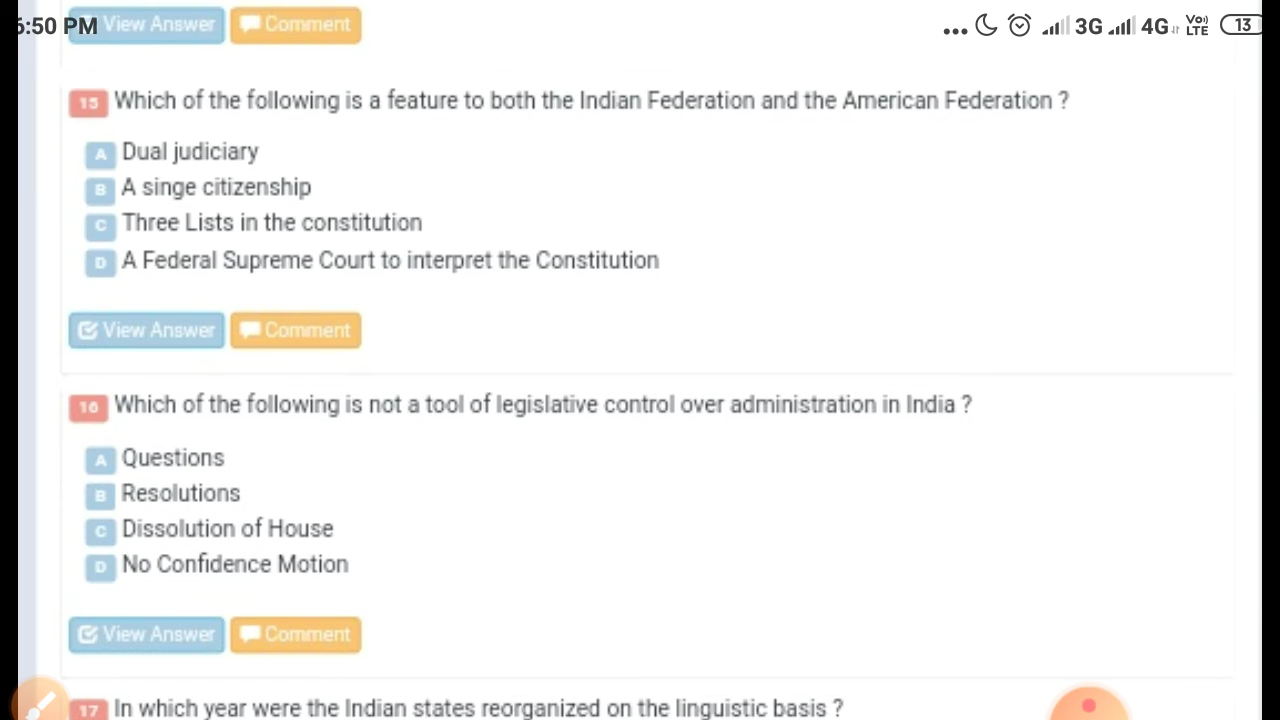 6:50 PM ... 3G 4G Vo) LTE 13
View Answer Comment
15 Which of the following is a feature to both the Indian Federation and the American Federation ?
A Dual judiciary
B A singe citizenship
C Three Lists in the constitution
D A Federal Supreme Court to interpret the Constitution
View Answer Comment
16 Which of the following is not a tool of legislative control over administration in India ?
A Questions
B Resolutions
C Dissolution of House
D No Confidence Motion
View Answer Comment
17 In which year were the Indian states reorganized on the linguistic basis ?